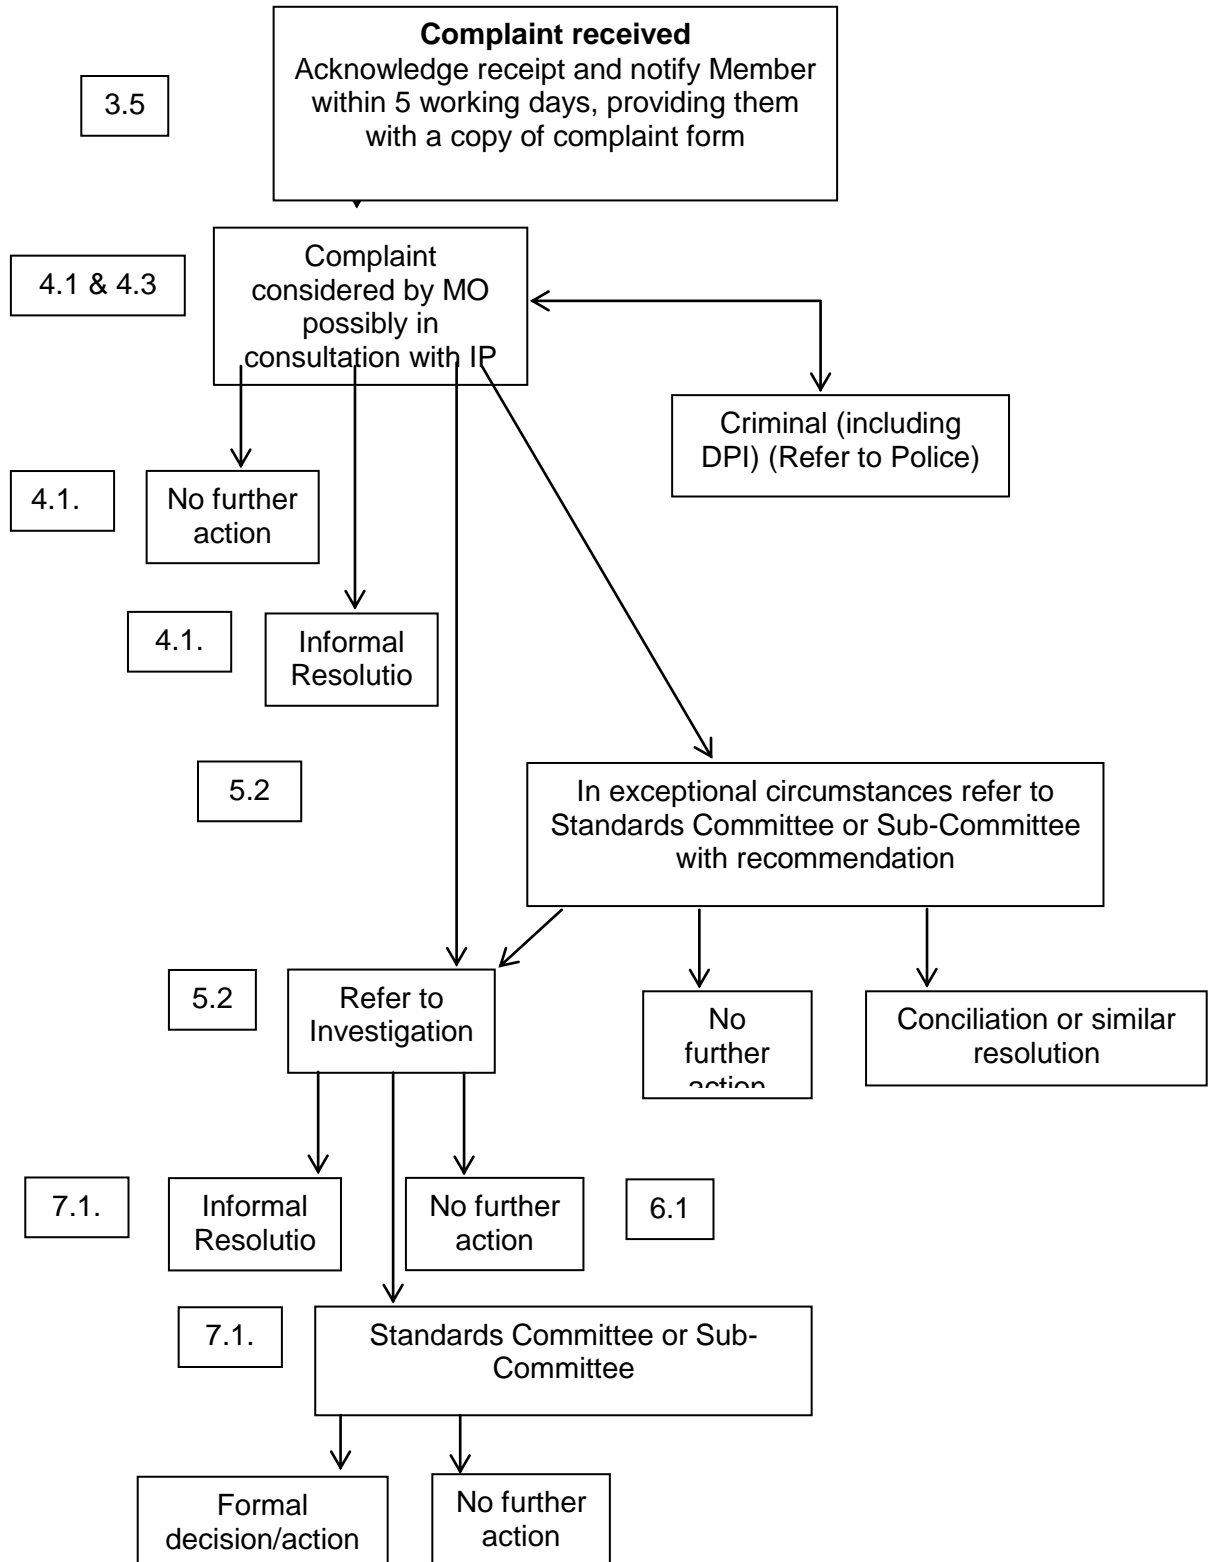 Complaint received
Acknowledge receipt and notify Member
within 5 working days, providing them
with a copy of complaint form
3.5
4.1 & 4.3
Complaint
considered by MO
possibly in
consultation with IP
Criminal (including
DPI) (Refer to Police)
4.1.
No further
action
4.1.
Informal
Resolutio
5.2
In exceptional circumstances refer to
Standards Committee or Sub-Committee
with recommendation
5.2
Refer to
Investigation
No
further
action
Conciliation or similar
resolution
7.1.
Informal
Resolutio
No further
action
6.1
7.1.
Standards Committee or Sub-
Committee
Formal
decision/action
No further
action